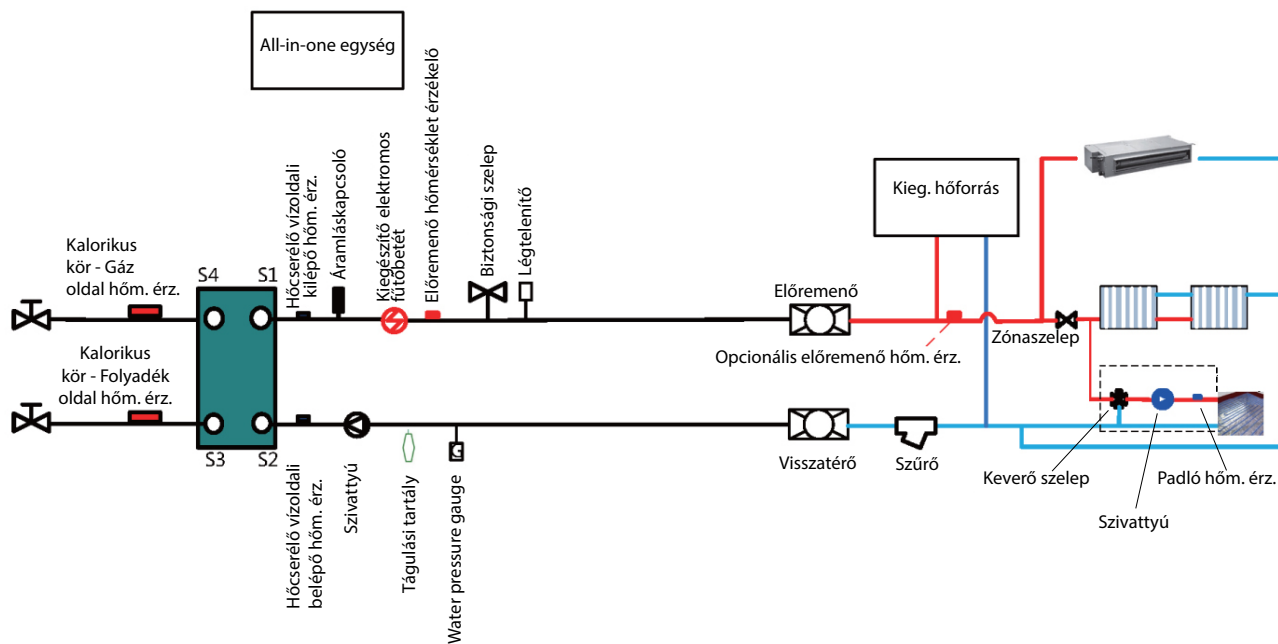 All-in-one egység
Kalorikus
kör - Gáz
oldal hőm. érz.
S4
S1
Hőcserélő vízoldali
kilépő hőm. érz.
Áramláskapcsoló
Kiegészítő elektromos
fűtőbetét
Előremenő hőmérséklet érzékelő
Biztonsági szelep
Légtelenítő
Előremenő
Kieg. hőforrás
Opcionális előremenő hőm. érz.
Zónaszelep
Kalorikus
kör - Folyadék
oldal hőm. érz.
S3
S2
Hőcserélő vízoldali
belépő hőm. érz.
Szivattyú
Tágulási tartály
G
Water pressure gauge
Visszatérő
Szűrő
Keverő szelep
Szivattyú
Padló hőm. érz.